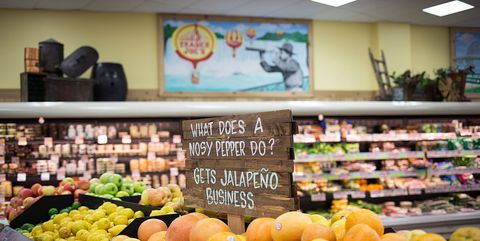 TRADER
JOE'S
WHAT DOES A
NOSY PEPPER DO?
GETS JALAPEÑO
BUSINESS